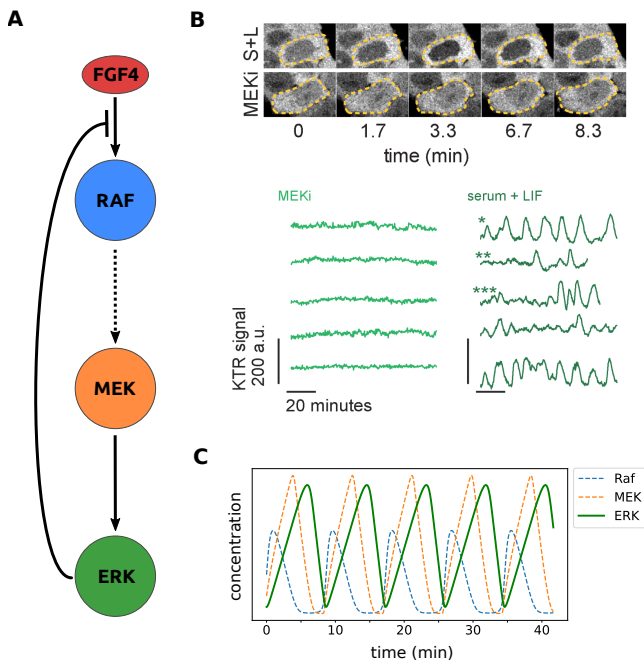 A
FGF4
RAF
MEK
ERK
B
S+L
MEKi
0 1.7 3.3 6.7 8.3
time (min)
MEKi serum + LIF
*
**
***
KTR signal
200 a.u.
20 minutes
C
concentration
0 10 20 30 40
time (min)
Raf
MEK
ERK